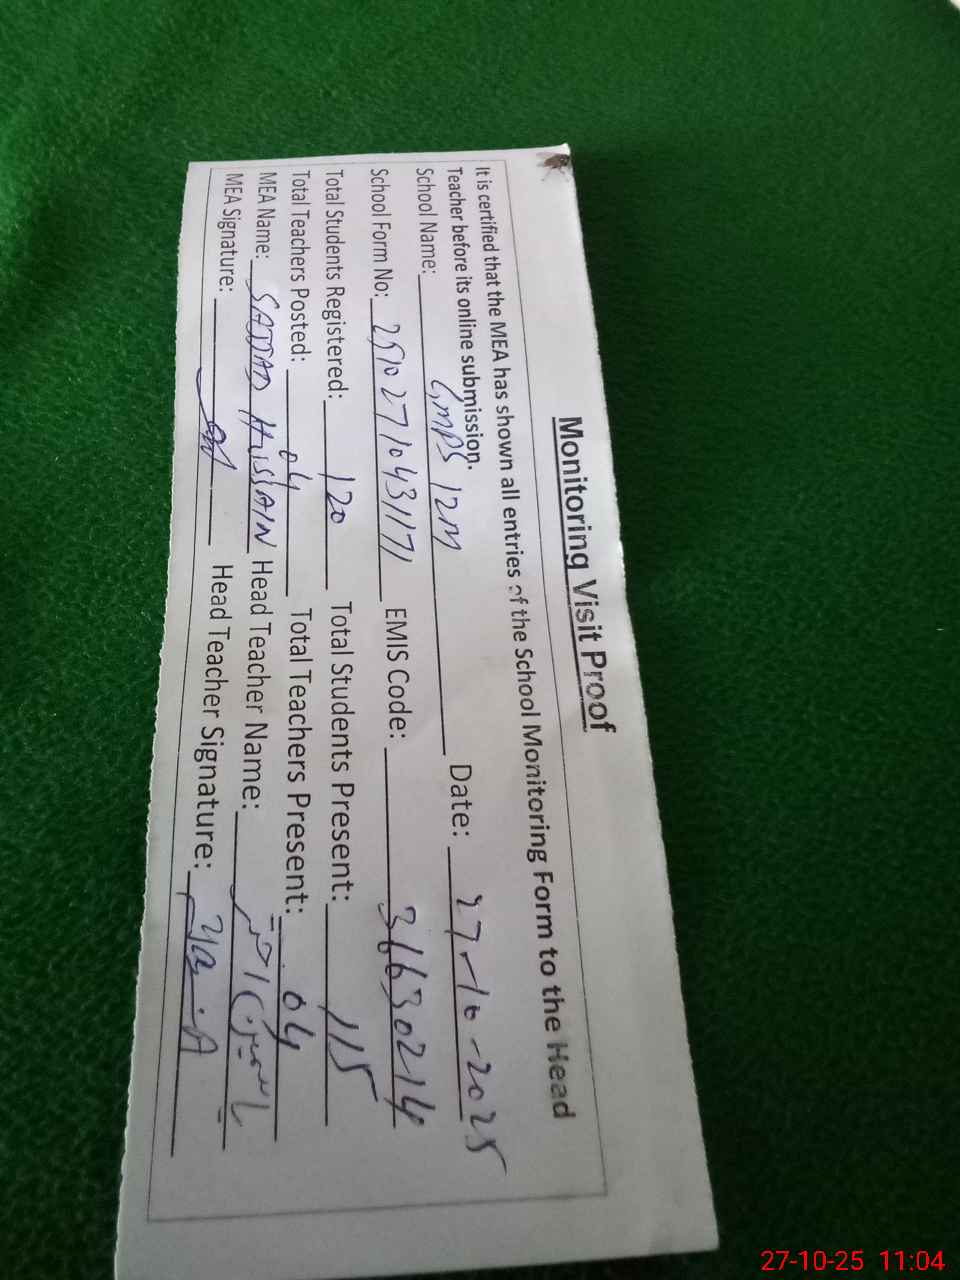 Monitoring Visit Proof
It is certified that the MEA has shown all entries of the School Monitoring Form to the Head
Teacher before its online submission.
School Name: GMPS 12M Date: 27-10-2025
School Form No: 25102710431171 EMIS Code: 36630214
Total Students Registered: 120 Total Students Present: 115
Total Teachers Posted: 04 Total Teachers Present: 04
MEA Name: SAJJAD HUSSAIN Head Teacher Name:
MEA Signature: Head Teacher Signature:
27-10-25 11:04